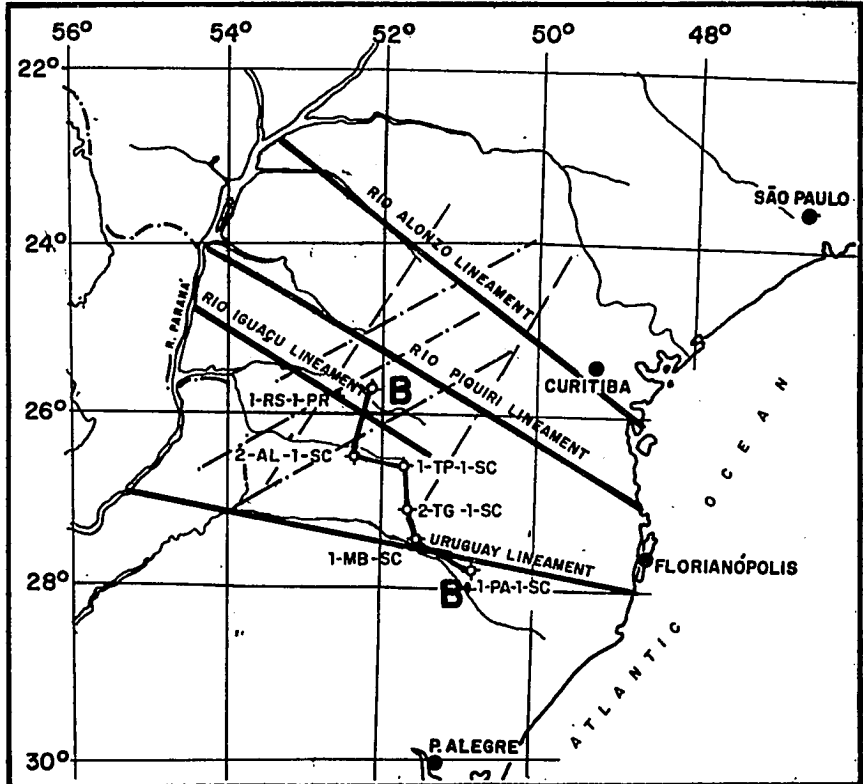 56° 54° 52° 50° 48°
22°
SÃO PAULO
RIO ALONZO LINEAMENT
24°
R. PARANÁ
RIO IGUAÇU LINEAMENT
RIO PIQUIRI LINEAMENT
CURITIBA
B
1-RS-1-PR
26°
2-AL-1-SC
1-TP-1-SC
2-TG-1-SC
OCEAN
URUGUAY LINEAMENT
1-MB-SC
FLORIANÓPOLIS
28°
1-PA-1-SC
B'
ATLANTIC
P. ALEGRE
30°